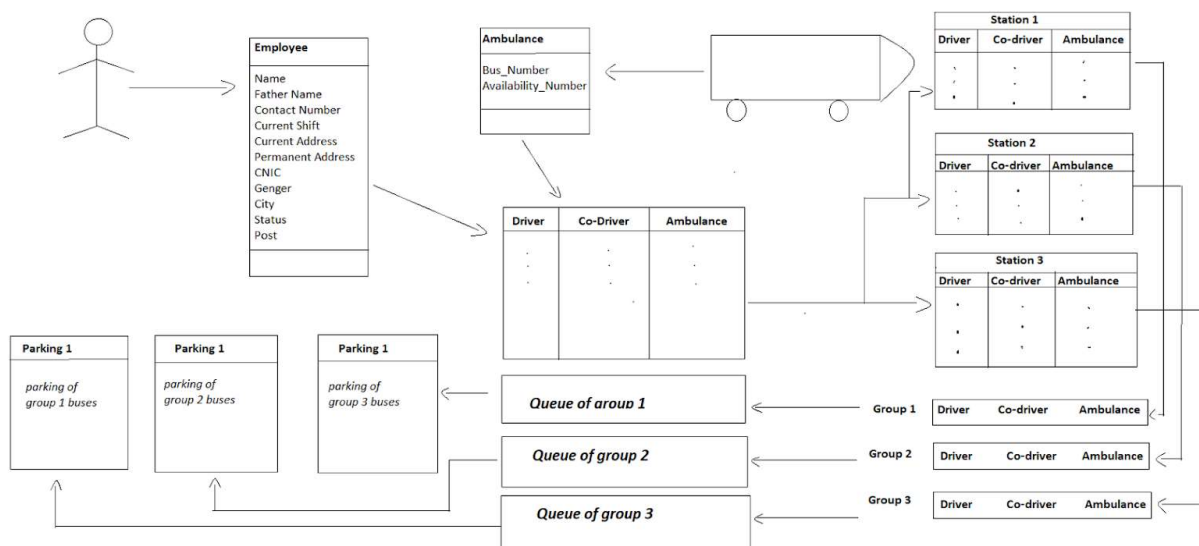 Employee
Name
Father Name
Contact Number
Current Shift
Current Address
Permanent Address
CNIC
Genger
City
Status
Post
Ambulance
Bus_Number
Availability_Number
Station 1
Driver Co-driver Ambulance
Station 2
Driver Co-driver Ambulance
Station 3
Driver Co-driver Ambulance
Driver Co-Driver Ambulance
Parking 1
parking of
group 1 buses
Parking 1
parking of
group 2 buses
Parking 1
parking of
group 3 buses
Queue of group 1
Group 1 Driver Co-driver Ambulance
Queue of group 2
Group 2 Driver Co-driver Ambulance
Queue of group 3
Group 3 Driver Co-driver Ambulance